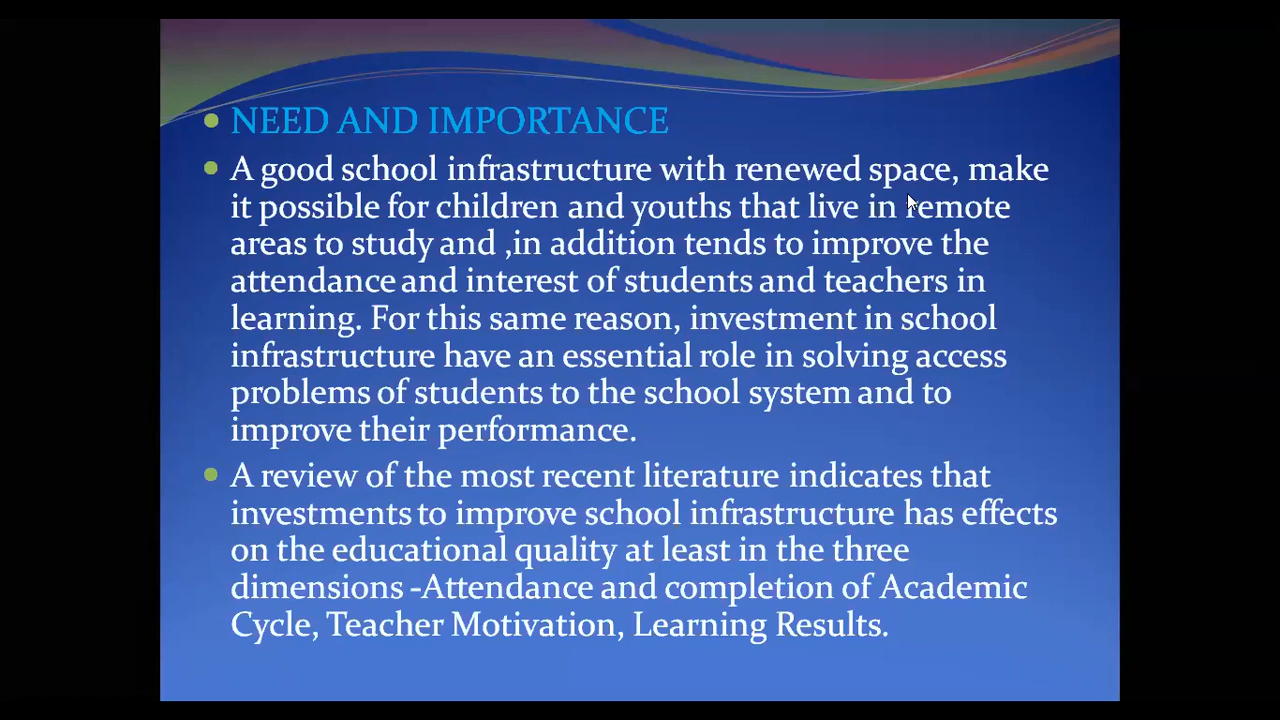 NEED AND IMPORTANCE
A good school infrastructure with renewed space, make
it possible for children and youths that live in remote
areas to study and ,in addition tends to improve the
attendance and interest of students and teachers in
learning. For this same reason, investment in school
infrastructure have an essential role in solving access
problems of students to the school system and to
improve their performance.
A review of the most recent literature indicates that
investments to improve school infrastructure has effects
on the educational quality at least in the three
dimensions -Attendance and completion of Academic
Cycle, Teacher Motivation, Learning Results.